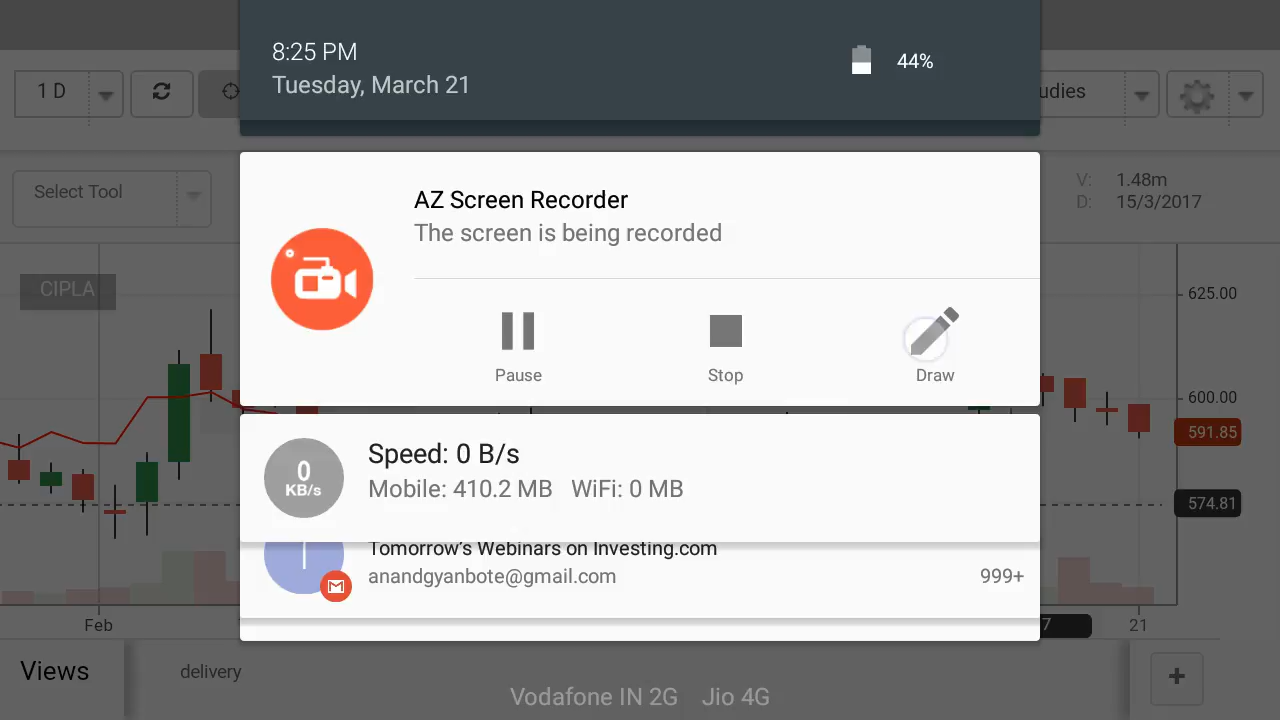 8:25 PM
44%
Tuesday, March 21
1 D
udies
Select Tool
V: 1.48m
D: 15/3/2017
AZ Screen Recorder
The screen is being recorded
CIPLA
625.00
Pause
Stop
Draw
600.00
591.85
0
KB/s
Speed: 0 B/s
Mobile: 410.2 MB WiFi: 0 MB
574.81
Tomorrow's Webinars on Investing.com
anandgyanbote@gmail.com
999+
Feb
7
21
Views
delivery
+
Vodafone IN 2G Jio 4G